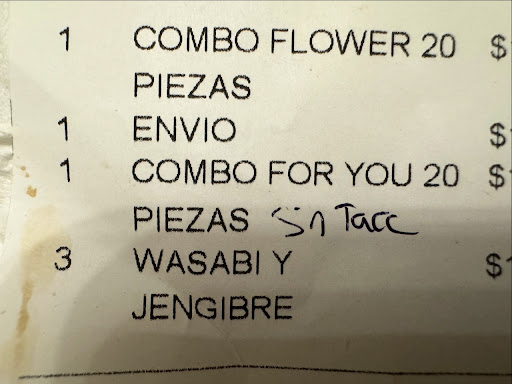 1 COMBO FLOWER 20 $
PIEZAS
1 ENVIO $
1 COMBO FOR YOU 20 $
PIEZAS Sin Tacc
3 WASABI Y $
JENGIBRE